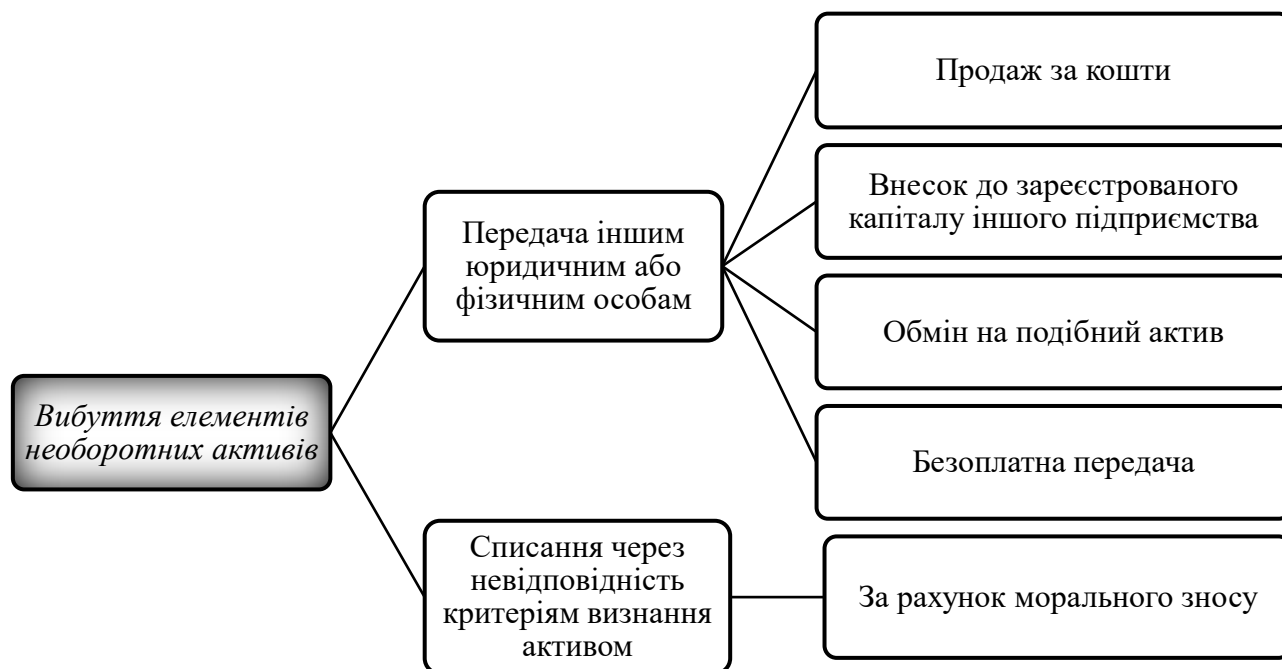 Вибуття елементів
необоротних активів
Передача іншим
юридичним або
фізичним особам
Продаж за кошти
Внесок до зареєстрованого
капіталу іншого підприємства
Обмін на подібний актив
Безоплатна передача
Списання через
невідповідність
критеріям визнання
активом
За рахунок морального зносу